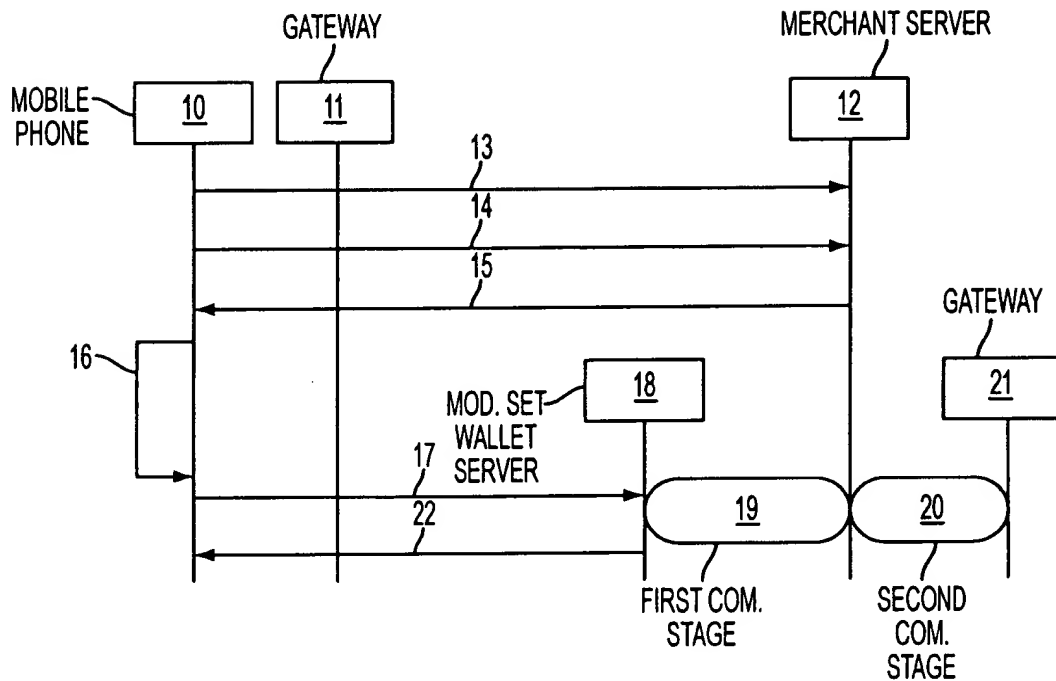 GATEWAY
MERCHANT SERVER
MOBILE
PHONE
10
11
12
13
14
15
GATEWAY
16
18
21
MOD. SET
WALLET
SERVER
17
19
20
22
FIRST COM.
STAGE
SECOND
COM.
STAGE